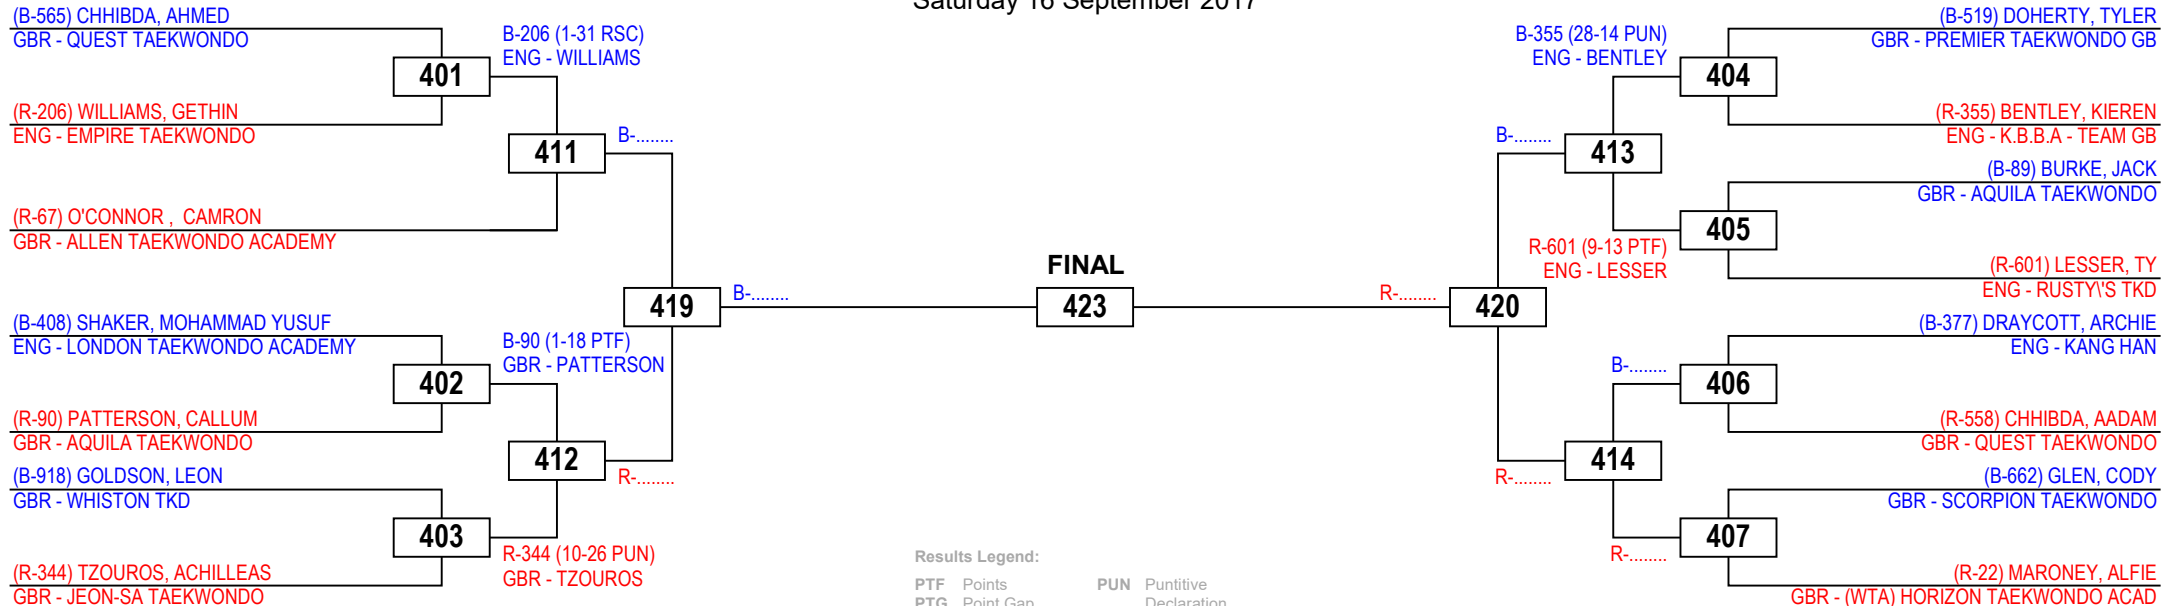 Saturday 16 September 2017
(B-565) CHHIBDA, AHMED
GBR - QUEST TAEKWONDO
401
(R-206) WILLIAMS, GETHIN
ENG - EMPIRE TAEKWONDO
B-206 (1-31 RSC)
ENG - WILLIAMS
411
B-........
(R-67) O'CONNOR , CAMRON
GBR - ALLEN TAEKWONDO ACADEMY
419
B-........
(B-408) SHAKER, MOHAMMAD YUSUF
ENG - LONDON TAEKWONDO ACADEMY
402
(R-90) PATTERSON, CALLUM
GBR - AQUILA TAEKWONDO
B-90 (1-18 PTF)
GBR - PATTERSON
412
R-........
(B-918) GOLDSON, LEON
GBR - WHISTON TKD
403
(R-344) TZOUROS, ACHILLEAS
GBR - JEON-SA TAEKWONDO
R-344 (10-26 PUN)
GBR - TZOUROS
FINAL
423
(B-519) DOHERTY, TYLER
GBR - PREMIER TAEKWONDO GB
404
(R-355) BENTLEY, KIEREN
ENG - K.B.B.A - TEAM GB
B-355 (28-14 PUN)
ENG - BENTLEY
413
B-........
(B-89) BURKE, JACK
GBR - AQUILA TAEKWONDO
405
(R-601) LESSER, TY
ENG - RUSTY\'S TKD
R-601 (9-13 PTF)
ENG - LESSER
420
R-........
(B-377) DRAYCOTT, ARCHIE
ENG - KANG HAN
406
(R-558) CHHIBDA, AADAM
GBR - QUEST TAEKWONDO
B-........
414
R-........
(B-662) GLEN, CODY
GBR - SCORPION TAEKWONDO
407
(R-22) MARONEY, ALFIE
GBR - (WTA) HORIZON TAEKWONDO ACAD
R-........
Results Legend:
PTF Points PUN Puntitive
PTG Point Gap Declaration